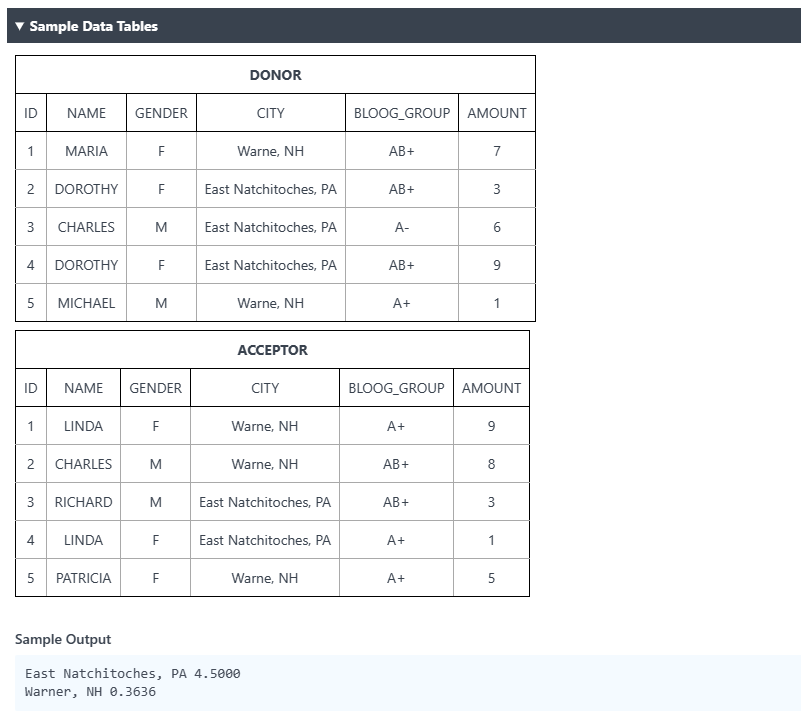 ▼ Sample Data Tables
DONOR
ID NAME GENDER CITY BLOOG_GROUP AMOUNT
1 MARIA F Warne, NH AB+ 7
2 DOROTHY F East Natchitoches, PA AB+ 3
3 CHARLES M East Natchitoches, PA A- 6
4 DOROTHY F East Natchitoches, PA AB+ 9
5 MICHAEL M Warne, NH A+ 1
ACCEPTOR
ID NAME GENDER CITY BLOOG_GROUP AMOUNT
1 LINDA F Warne, NH A+ 9
2 CHARLES M Warne, NH AB+ 8
3 RICHARD M East Natchitoches, PA AB+ 3
4 LINDA F East Natchitoches, PA A+ 1
5 PATRICIA F Warne, NH A+ 5
Sample Output
East Natchitoches, PA 4.5000
Warner, NH 0.3636